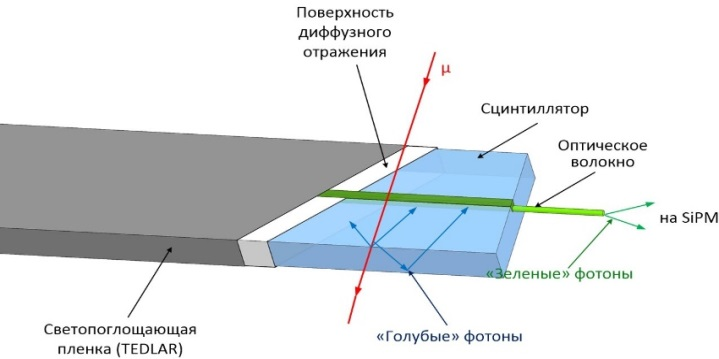 Поверхность
диффузного
отражения
μ
Сцинтиллятор
Оптическое
волокно
на SiPM
«Зеленые» фотоны
«Голубые» фотоны
Светопоглощающая
пленка (TEDLAR)